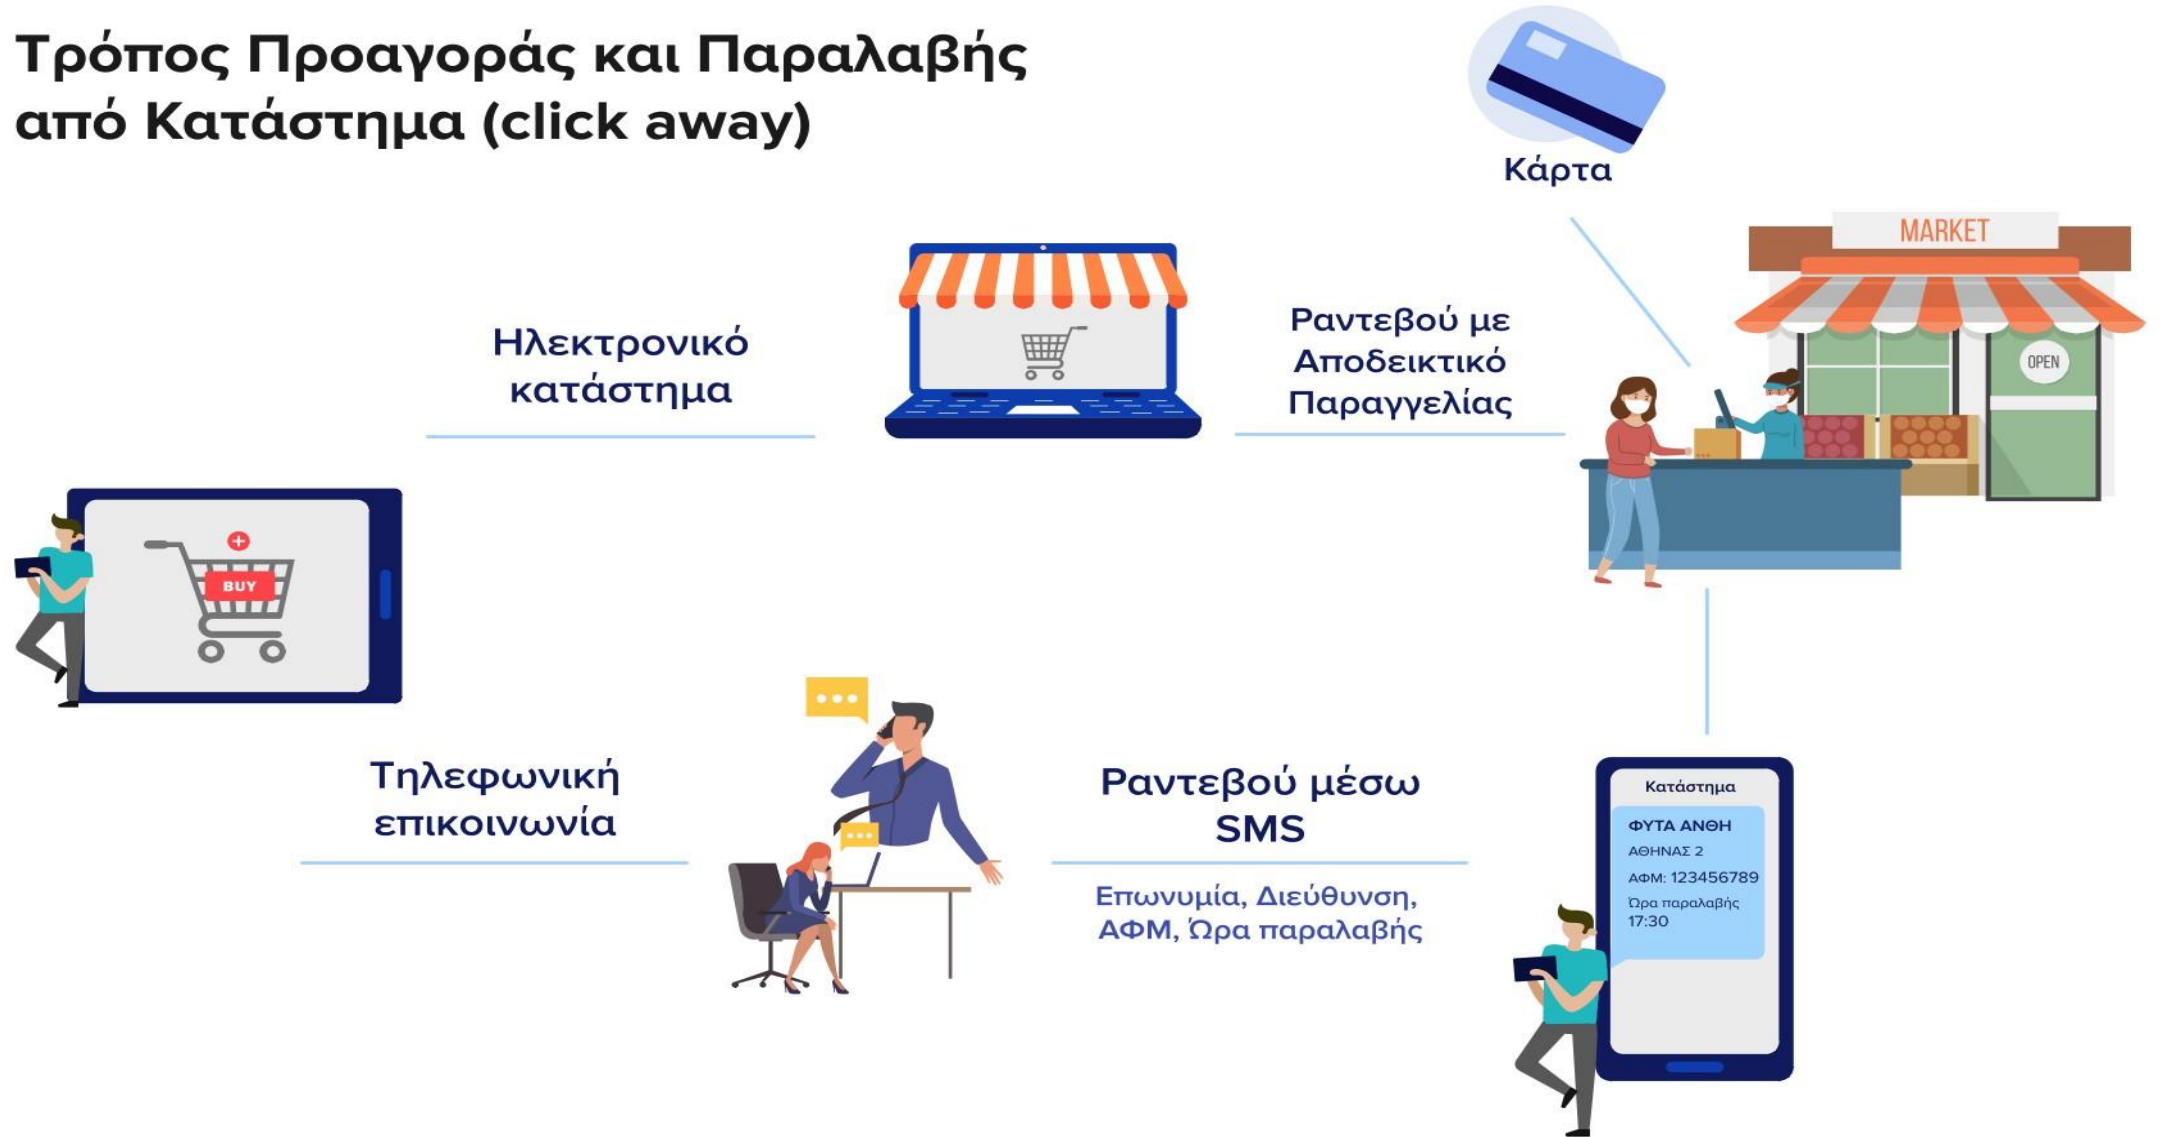 Τρόπος Προαγοράς και Παραλαβής
από Κατάστημα (click away)
Κάρτα
MARKET
OPEN
Ηλεκτρονικό
κατάστημα
Ραντεβού με
Αποδεικτικό
Παραγγελίας
BUY
Τηλεφωνική
επικοινωνία
Ραντεβού μέσω
SMS
Επωνυμία, Διεύθυνση,
ΑΦΜ, Ώρα παραλαβής
Κατάστημα
ΦΥΤΑ ΑΝΘΗ
ΑΘΗΝΑΣ 2
ΑΦΜ: 123456789
Ώρα παραλαβής
17:30